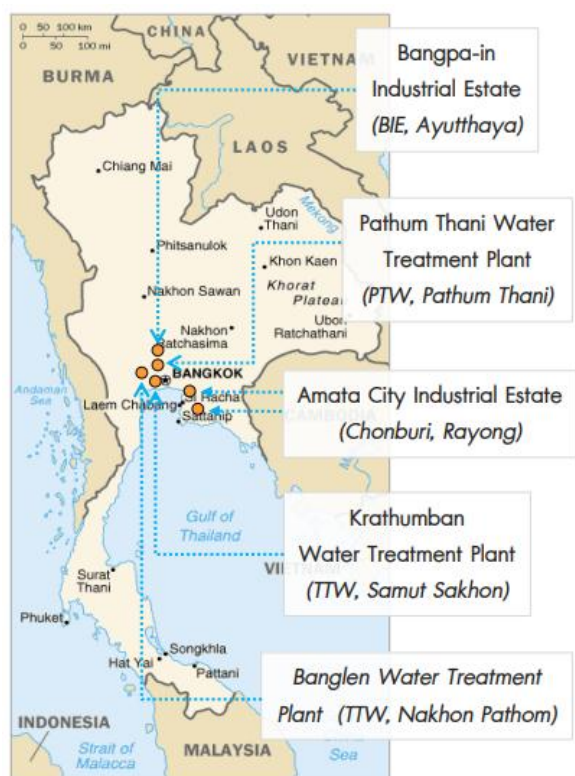 0 50 100 km
0 50 100 mi
CHINA
VIETNAM
BURMA
LAOS
Chiang Mai
Mekong
Udon
Thani
Phitsanulok
Khon Kaen
Khorat
Plateau
Nakhon Sawan
Nakhon
Ratchasima
Ubon
Ratchathani
BANGKOK
Andaman
Sea
Laem Chabang
Si Racha
Sattahip
CAMBODIA
Gulf of
Thailand
VIETNAM
Surat
Thani
Phuket
Songkhla
Hat Yai
Pattani
INDONESIA
Strait of
Malacca
MALAYSIA
Sea
Bangpa-in
Industrial Estate
(BIE, Ayutthaya)
Pathum Thani Water
Treatment Plant
(PTW, Pathum Thani)
Amata City Industrial Estate
(Chonburi, Rayong)
Krathumban
Water Treatment Plant
(TTW, Samut Sakhon)
Banglen Water Treatment
Plant (TTW, Nakhon Pathom)